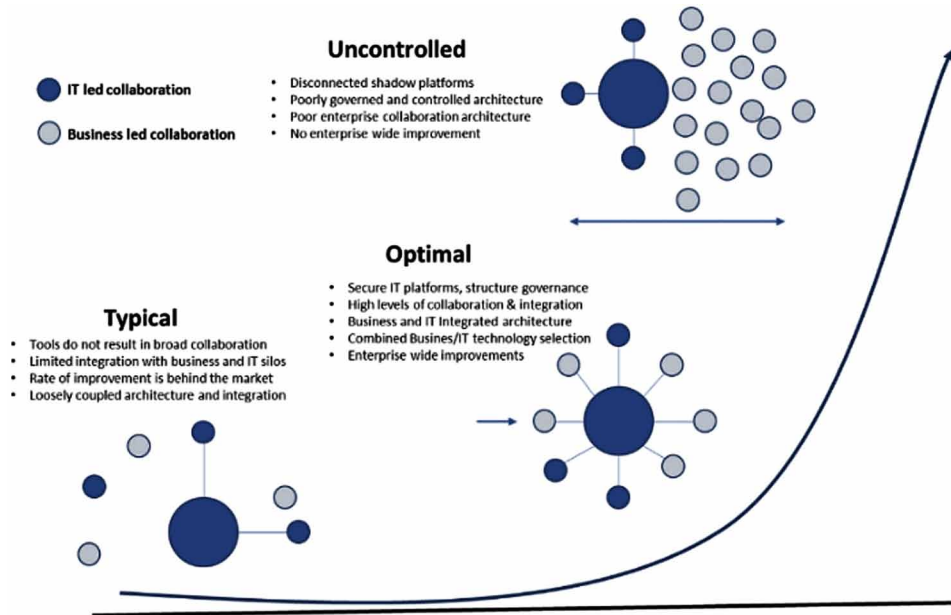 IT led collaboration
Business led collaboration
Uncontrolled
• Disconnected shadow platforms
• Poorly governed and controlled architecture
• Poor enterprise collaboration architecture
• No enterprise wide improvement
Optimal
• Secure IT platforms, structure governance
• High levels of collaboration & integration
• Business and IT Integrated architecture
• Combined Busines/IT technology selection
• Enterprise wide improvements
Typical
• Tools do not result in broad collaboration
• Limited integration with business and IT silos
• Rate of improvement is behind the market
• Loosely coupled architecture and integration